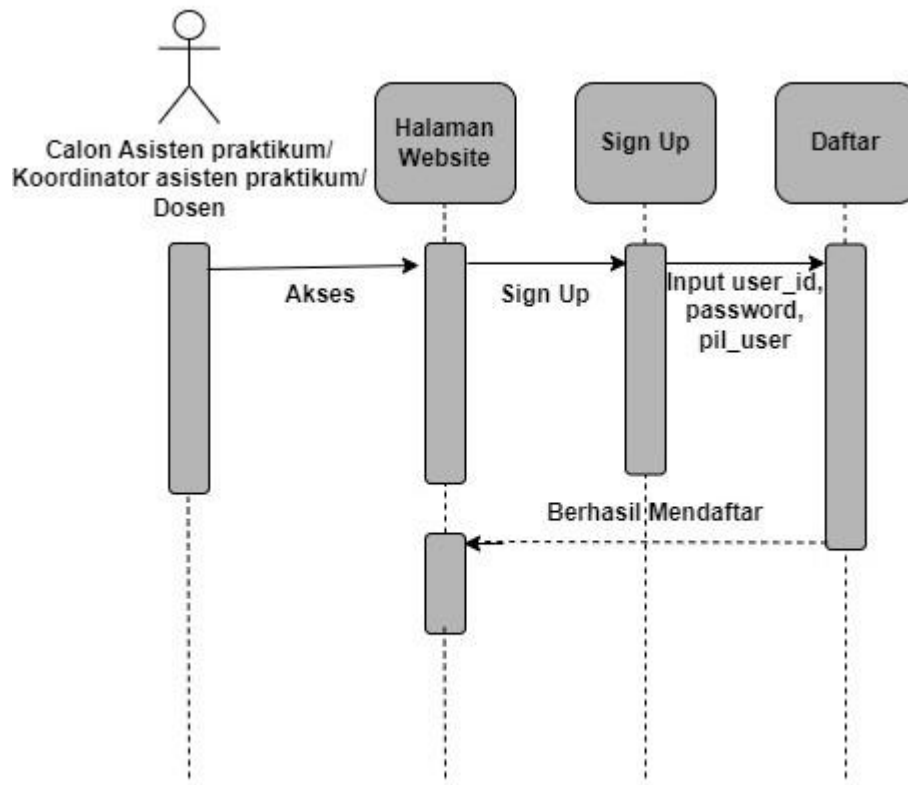 Calon Asisten praktikum/
Koordinator asisten praktikum/
Dosen
Halaman
Website
Sign Up
Daftar
Akses
Sign Up
Input user_id,
password,
pil_user
Berhasil Mendaftar